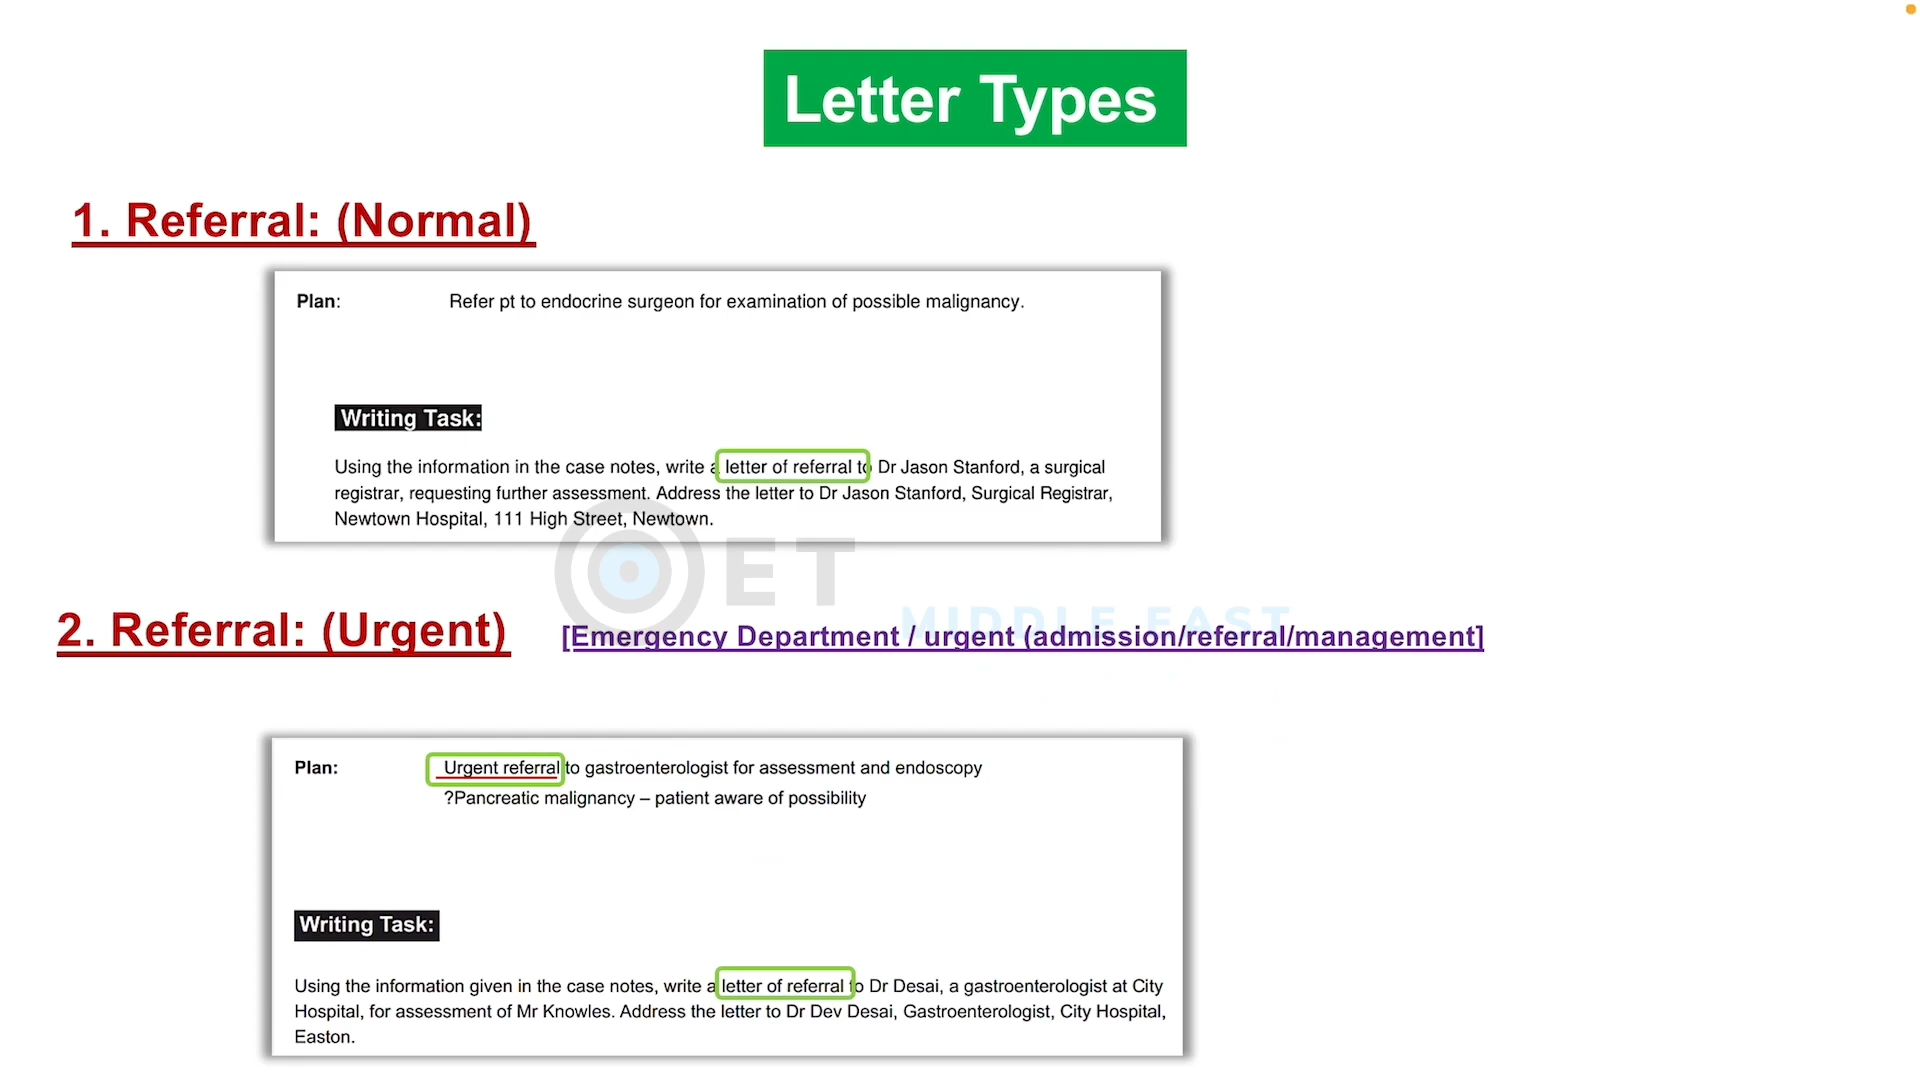 Letter Types
1. Referral: (Normal)
Plan: Refer pt to endocrine surgeon for examination of possible malignancy.
Writing Task:
Using the information in the case notes, write a letter of referral to Dr Jason Stanford, a surgical
registrar, requesting further assessment. Address the letter to Dr Jason Stanford, Surgical Registrar,
Newtown Hospital, 111 High Street, Newtown.
OET
MIDDLE EAST
2. Referral: (Urgent) [Emergency Department / urgent (admission/referral/management]
Plan: Urgent referral to gastroenterologist for assessment and endoscopy
?Pancreatic malignancy – patient aware of possibility
Writing Task:
Using the information given in the case notes, write a letter of referral to Dr Desai, a gastroenterologist at City
Hospital, for assessment of Mr Knowles. Address the letter to Dr Dev Desai, Gastroenterologist, City Hospital,
Easton.